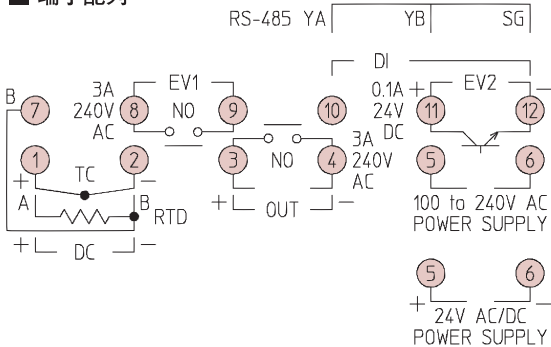 ■ 端子配列
RS-485 YA YB SG
DI
B 7 3A 240V AC 8 EV1 NO 9 10 0.1A 24V DC + 11 EV2 12 −
1 TC 2 3 NO 4 3A 240V AC 5 6
+ −
A B RTD
+ OUT −
100 to 240V AC
POWER SUPPLY
+ DC −
5 6
+ 24V AC/DC −
POWER SUPPLY